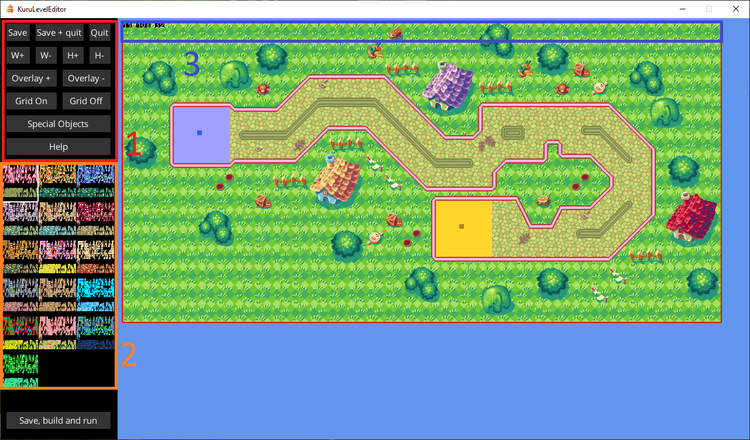 KuruLevelEditor
Save Save + quit Quit
W+ W- H+ H-
Overlay + Overlay -
Grid On Grid Off
Special Objects
Help
1
2
3
Save, build and run